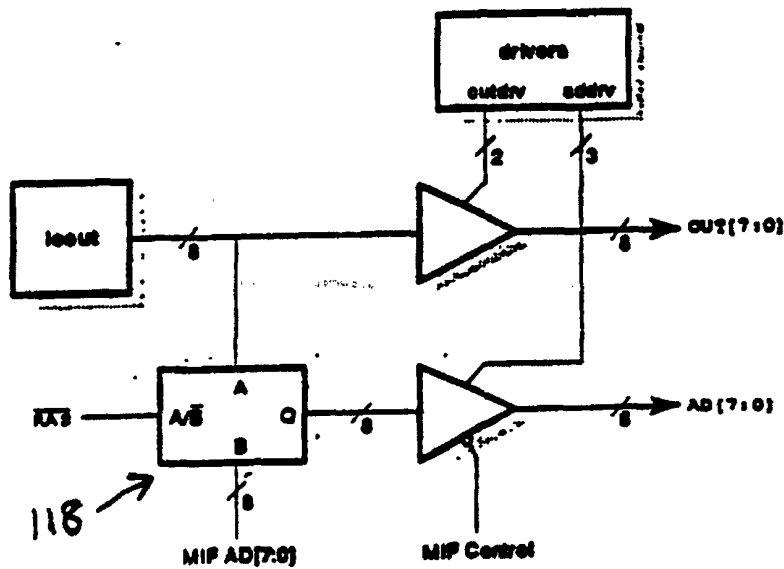 drivers
outdrv addrv
2
3
ioout
8
8
OUT[7:0]
A
R̅A̅S̅
A/B̅
Q
B
8
8
AD[7:0]
8
118
MIF AD[7:0]
MIF Control